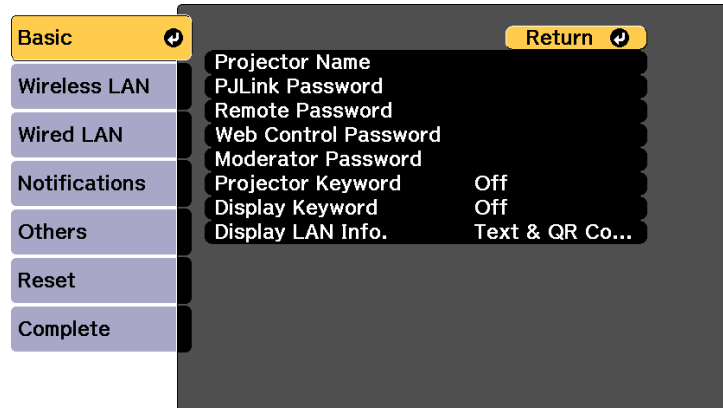 Basic
Wireless LAN
Wired LAN
Notifications
Others
Reset
Complete
Return
Projector Name
PJLink Password
Remote Password
Web Control Password
Moderator Password
Projector Keyword Off
Display Keyword Off
Display LAN Info. Text & QR Co...